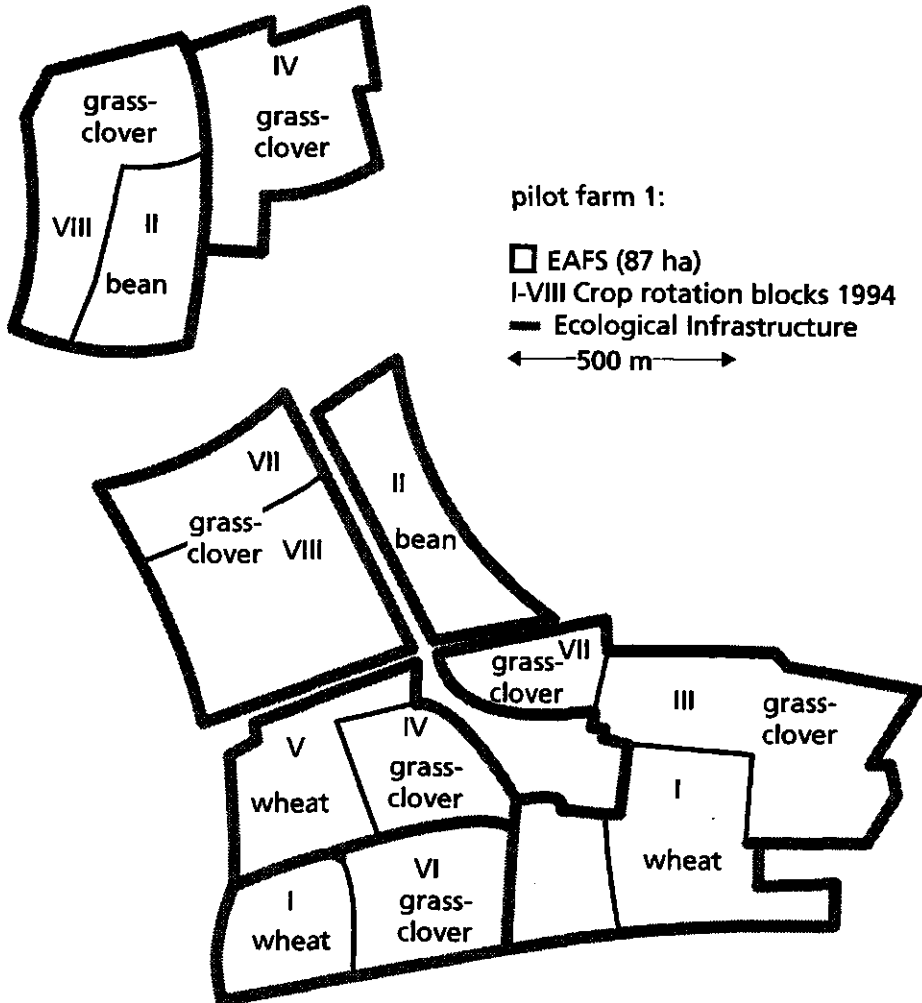 IV
grass-
clover
grass-
clover
VIII
II
bean
pilot farm 1:
EAFS (87 ha)
I-VIII Crop rotation blocks 1994
Ecological Infrastructure
500 m
VII
grass-
clover
VIII
II
bean
VII
grass-
clover
III
grass-
clover
V
wheat
IV
grass-
clover
I
wheat
VI
grass-
clover
I
wheat